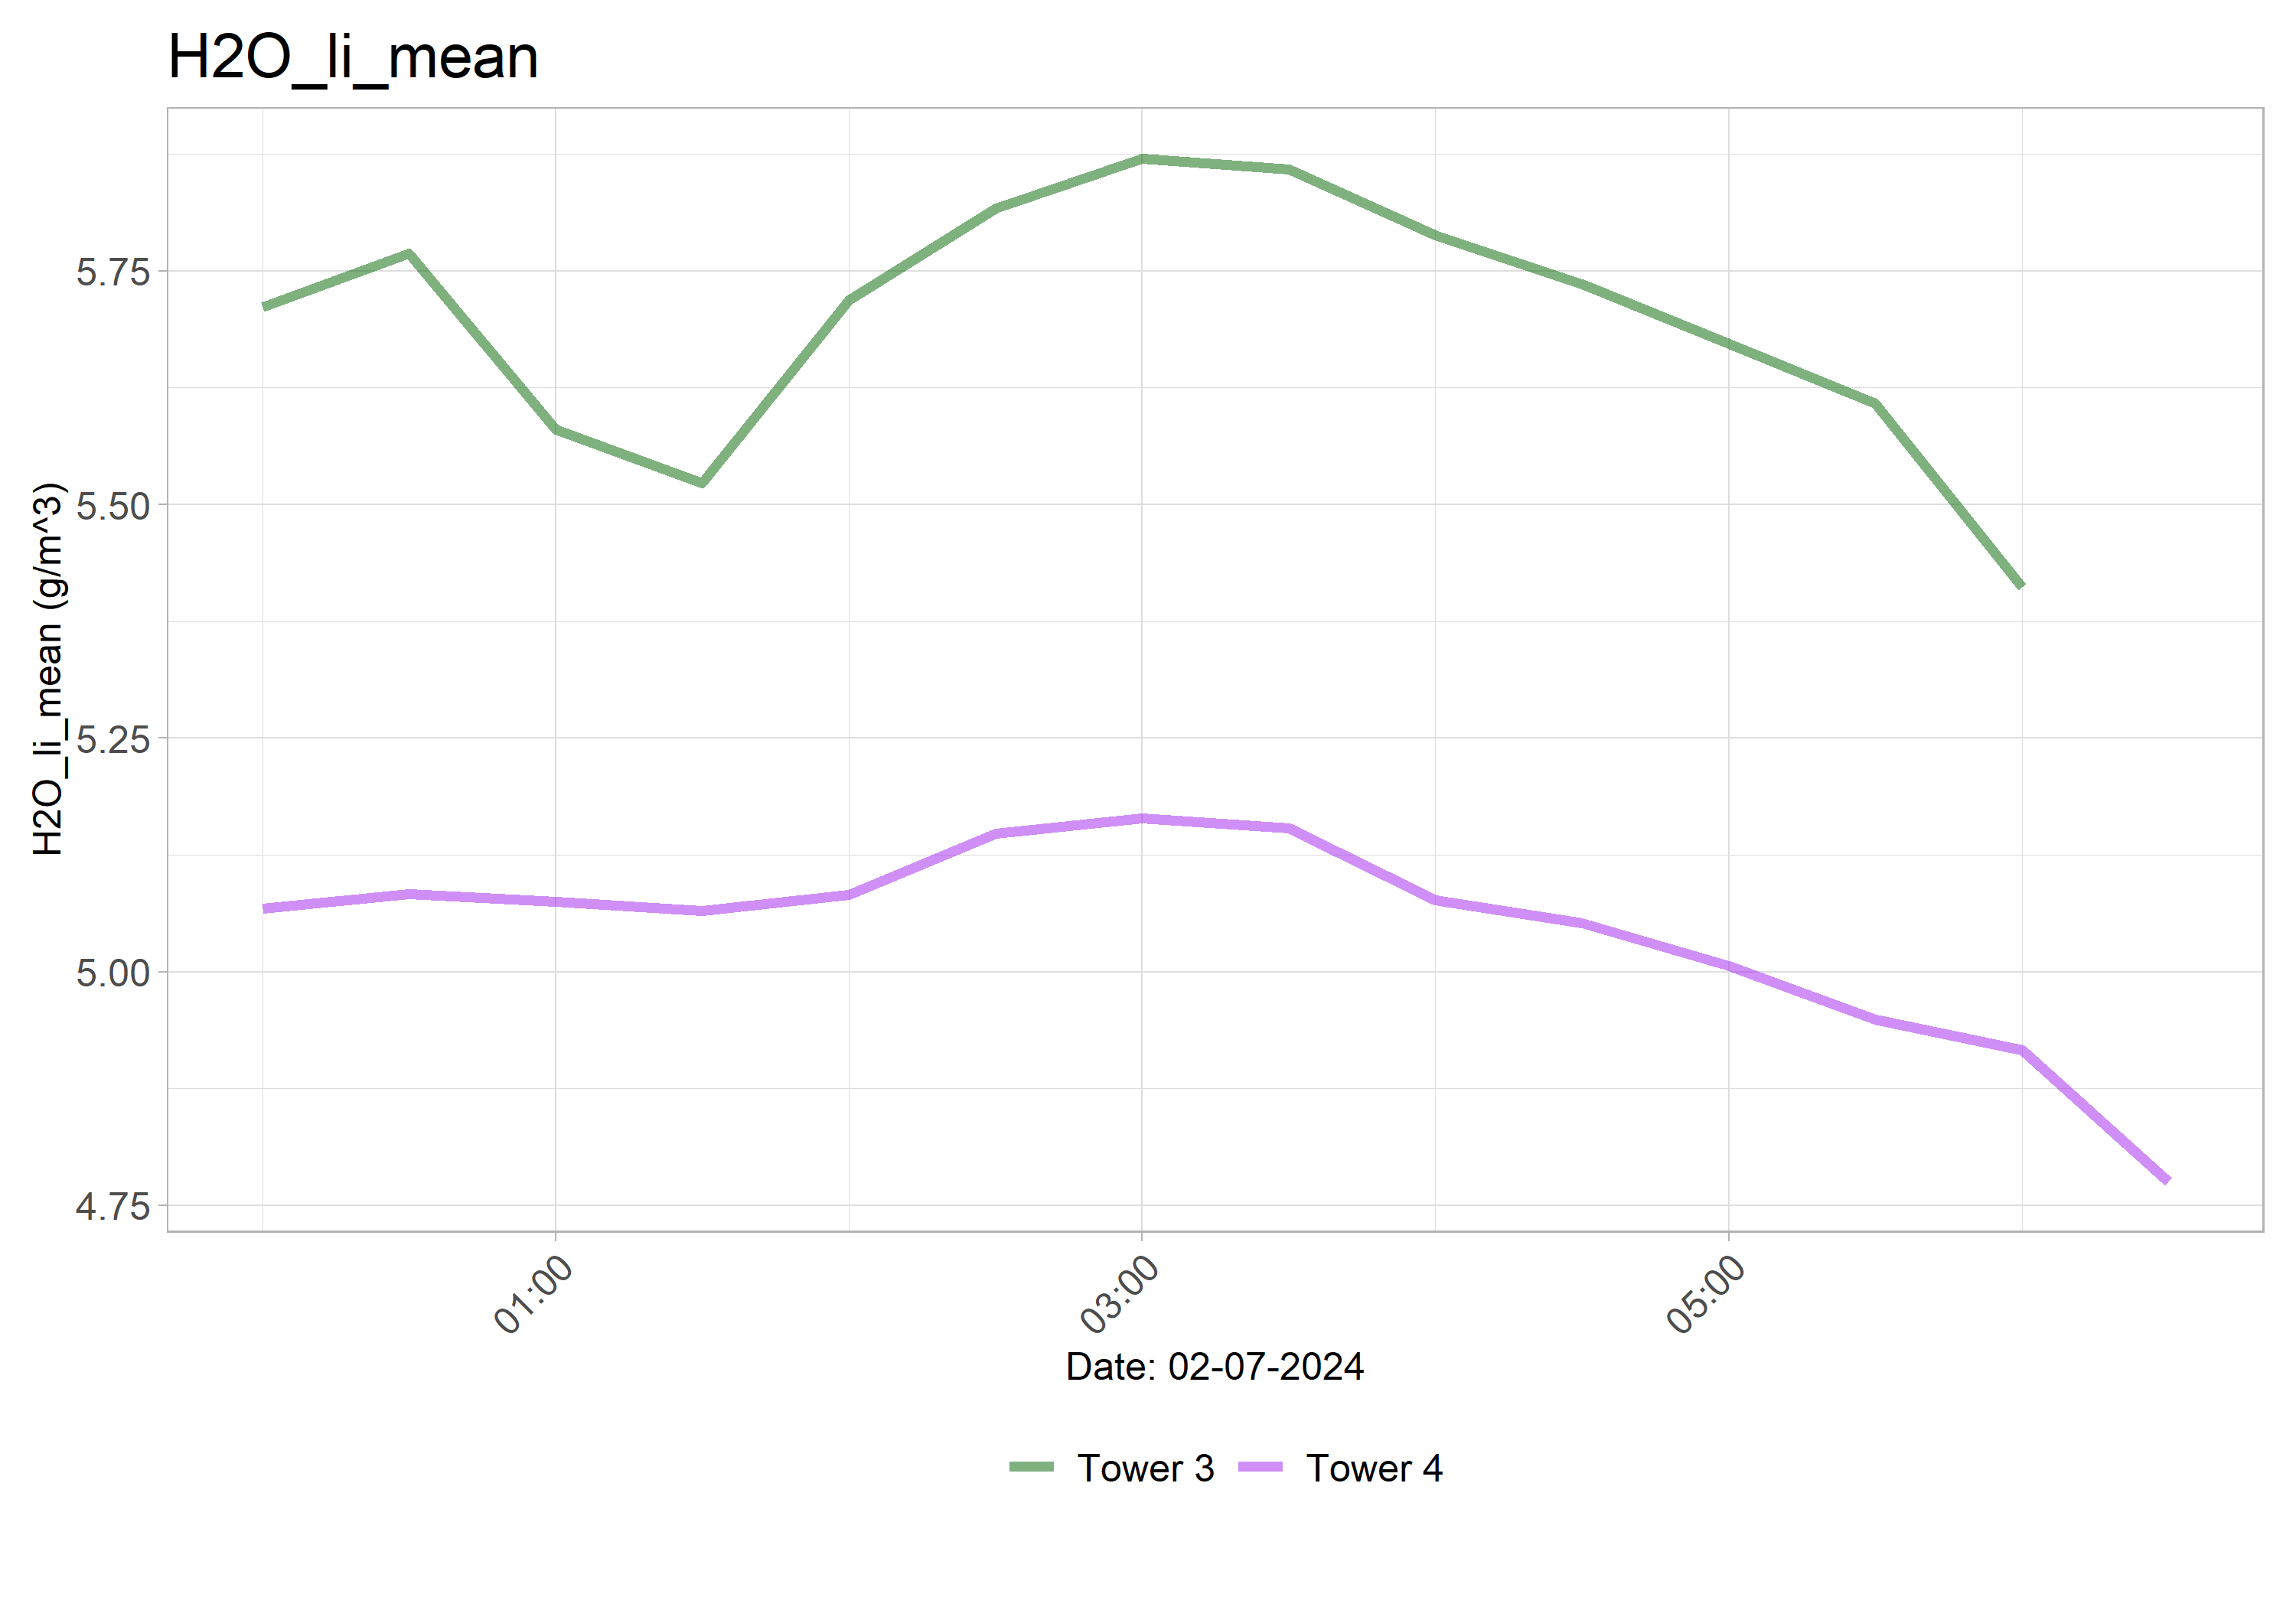 H2O_li_mean
H2O_li_mean (g/m^3)
5.75
5.50
5.25
5.00
4.75
01:00
03:00
05:00
Date: 02-07-2024
Tower 3
Tower 4